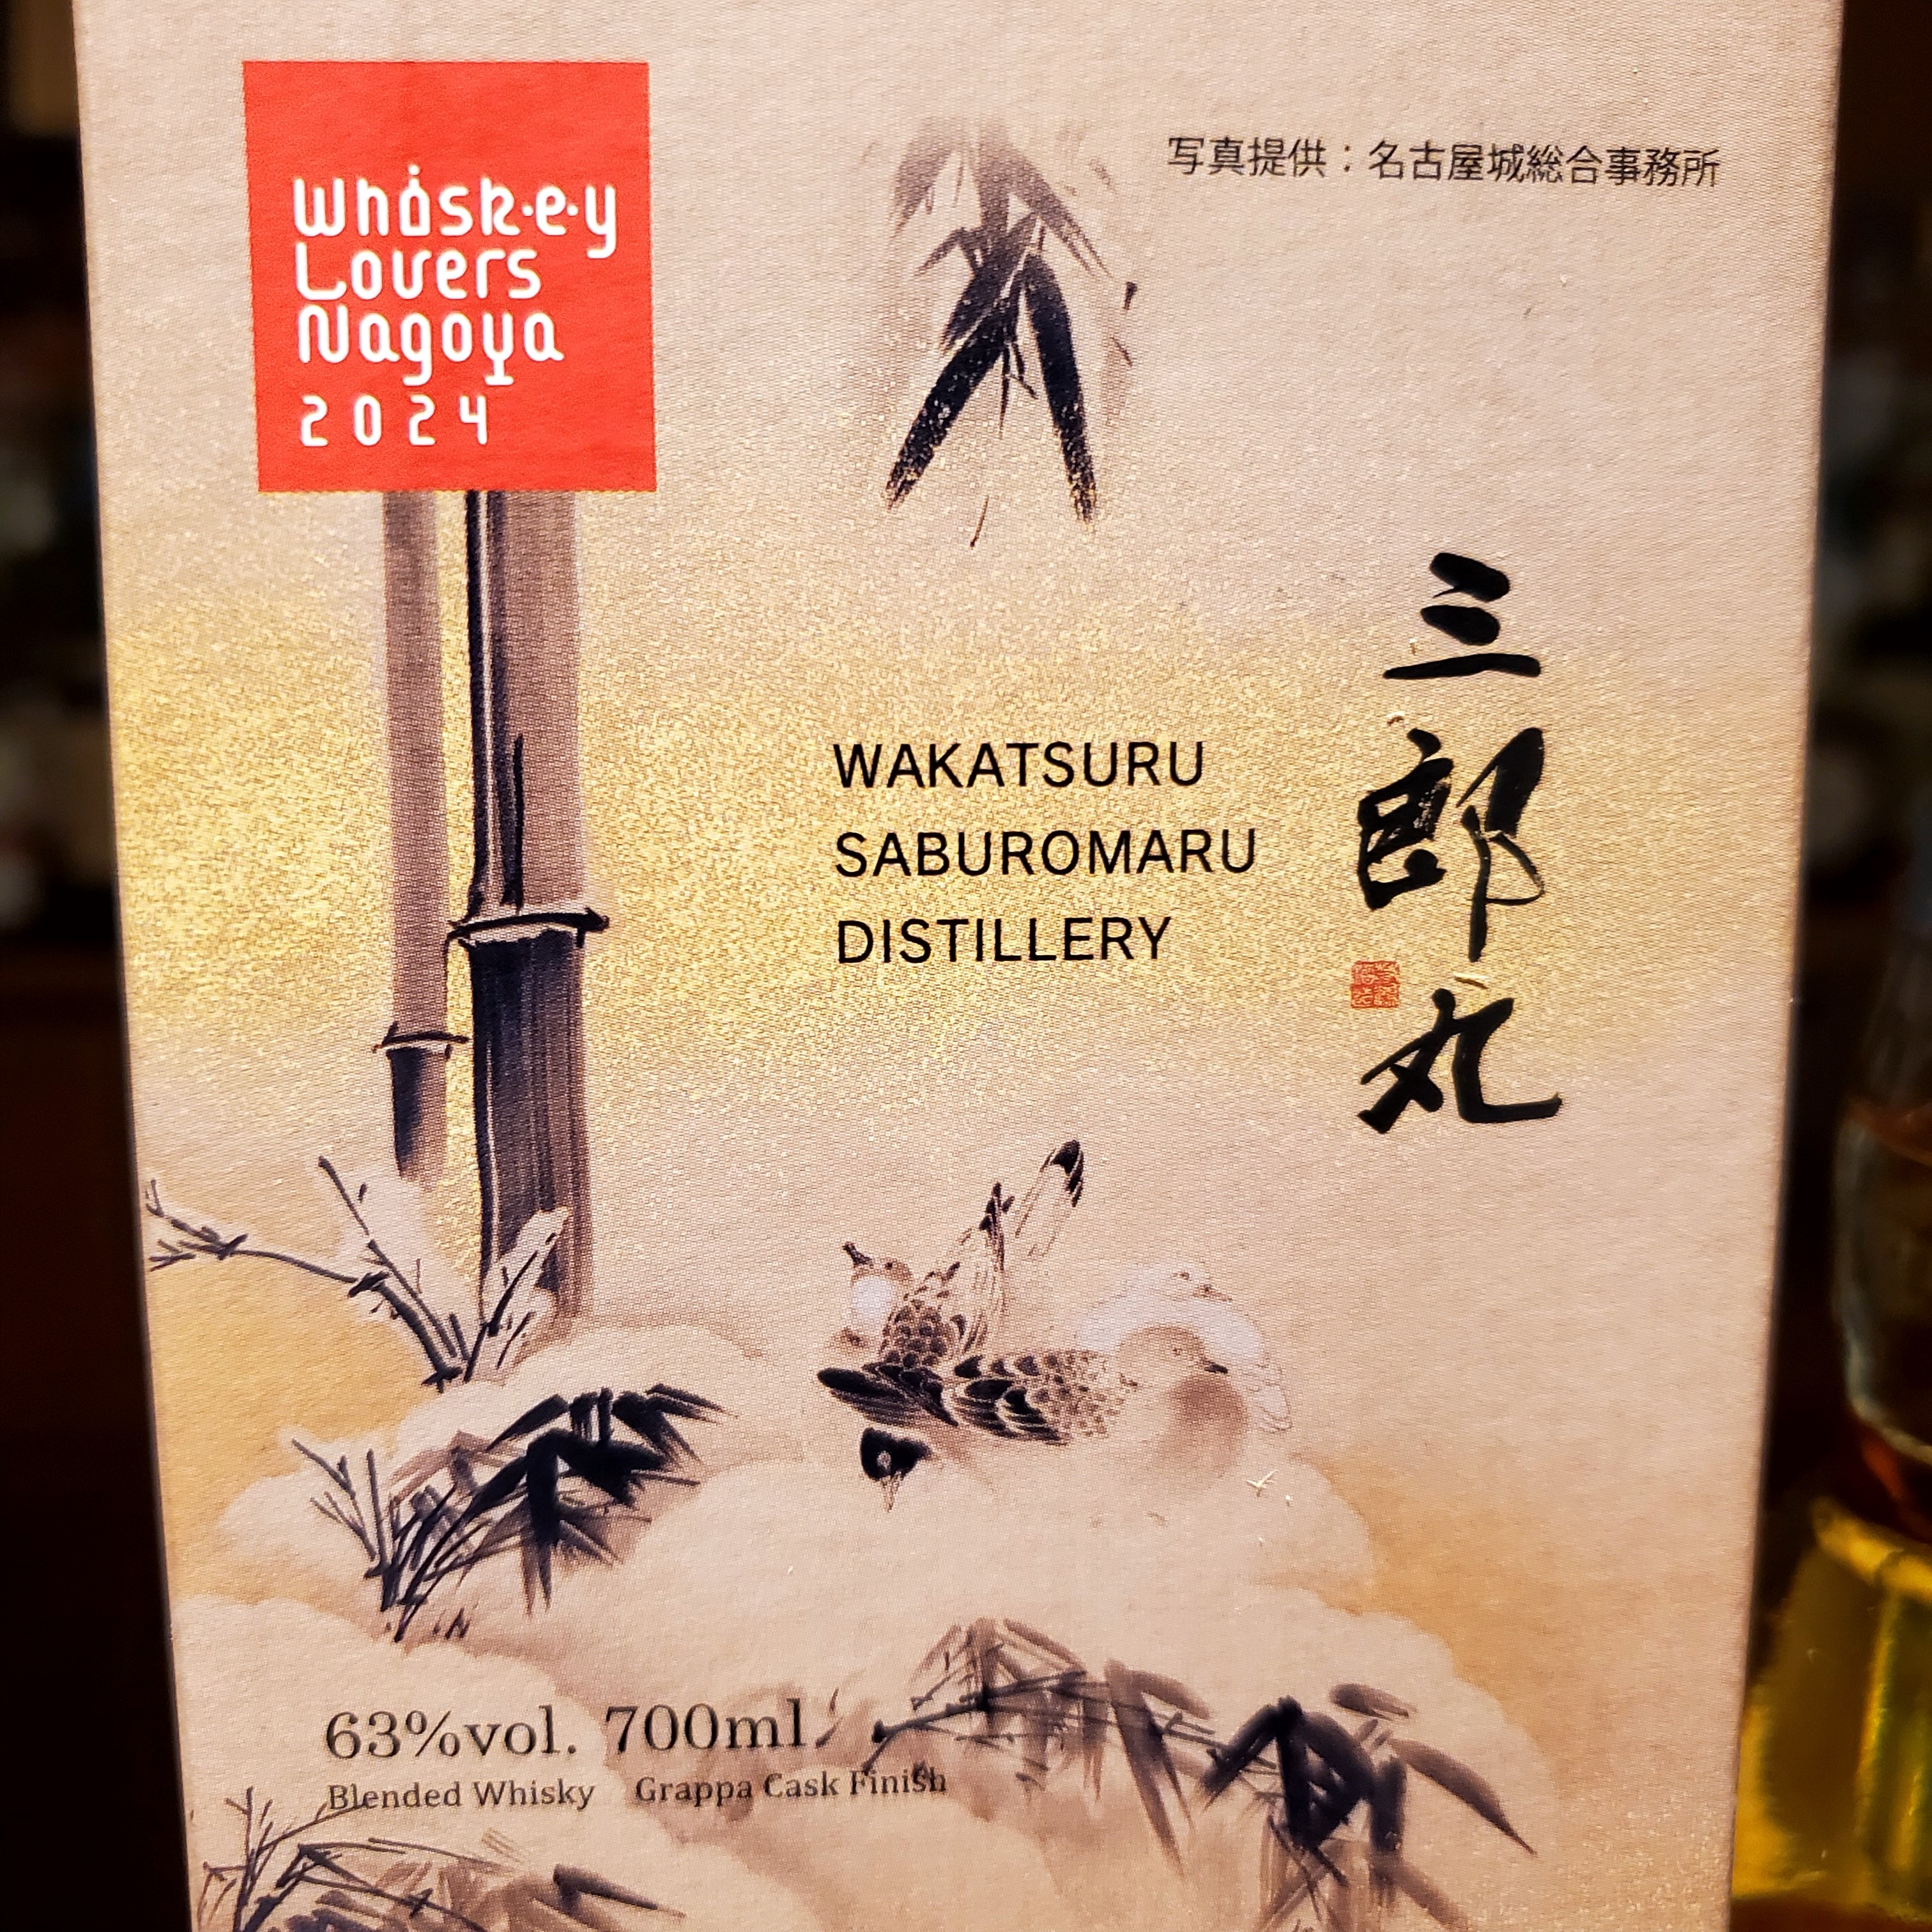 Whiskey
Lovers
Nagoya
2024
写真提供：名古屋城総合事務所
三郎丸
WAKATSURU
SABUROMARU
DISTILLERY
63%vol. 700ml
Blended Whisky Grappa Cask Finish